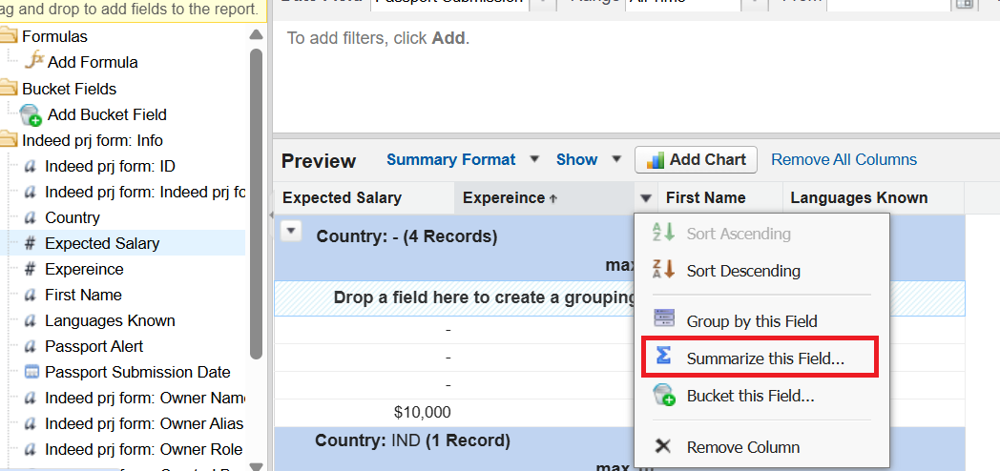 ag and drop to add fields to the report.
Formulas
Add Formula
Bucket Fields
Add Bucket Field
Indeed prj form: Info
Indeed prj form: ID
Indeed prj form: Indeed prj fo
Country
Expected Salary
Expereince
First Name
Languages Known
Passport Alert
Passport Submission Date
Indeed prj form: Owner Name
Indeed prj form: Owner Alias
Indeed prj form: Owner Role
To add filters, click Add.
Preview
Summary Format
Show
Add Chart
Remove All Columns
Expected Salary
Expereince
First Name
Languages Known
Country: - (4 Records)
max
Drop a field here to create a grouping
-
-
-
$10,000
Country: IND (1 Record)
Sort Ascending
Sort Descending
Group by this Field
Summarize this Field...
Bucket this Field...
Remove Column